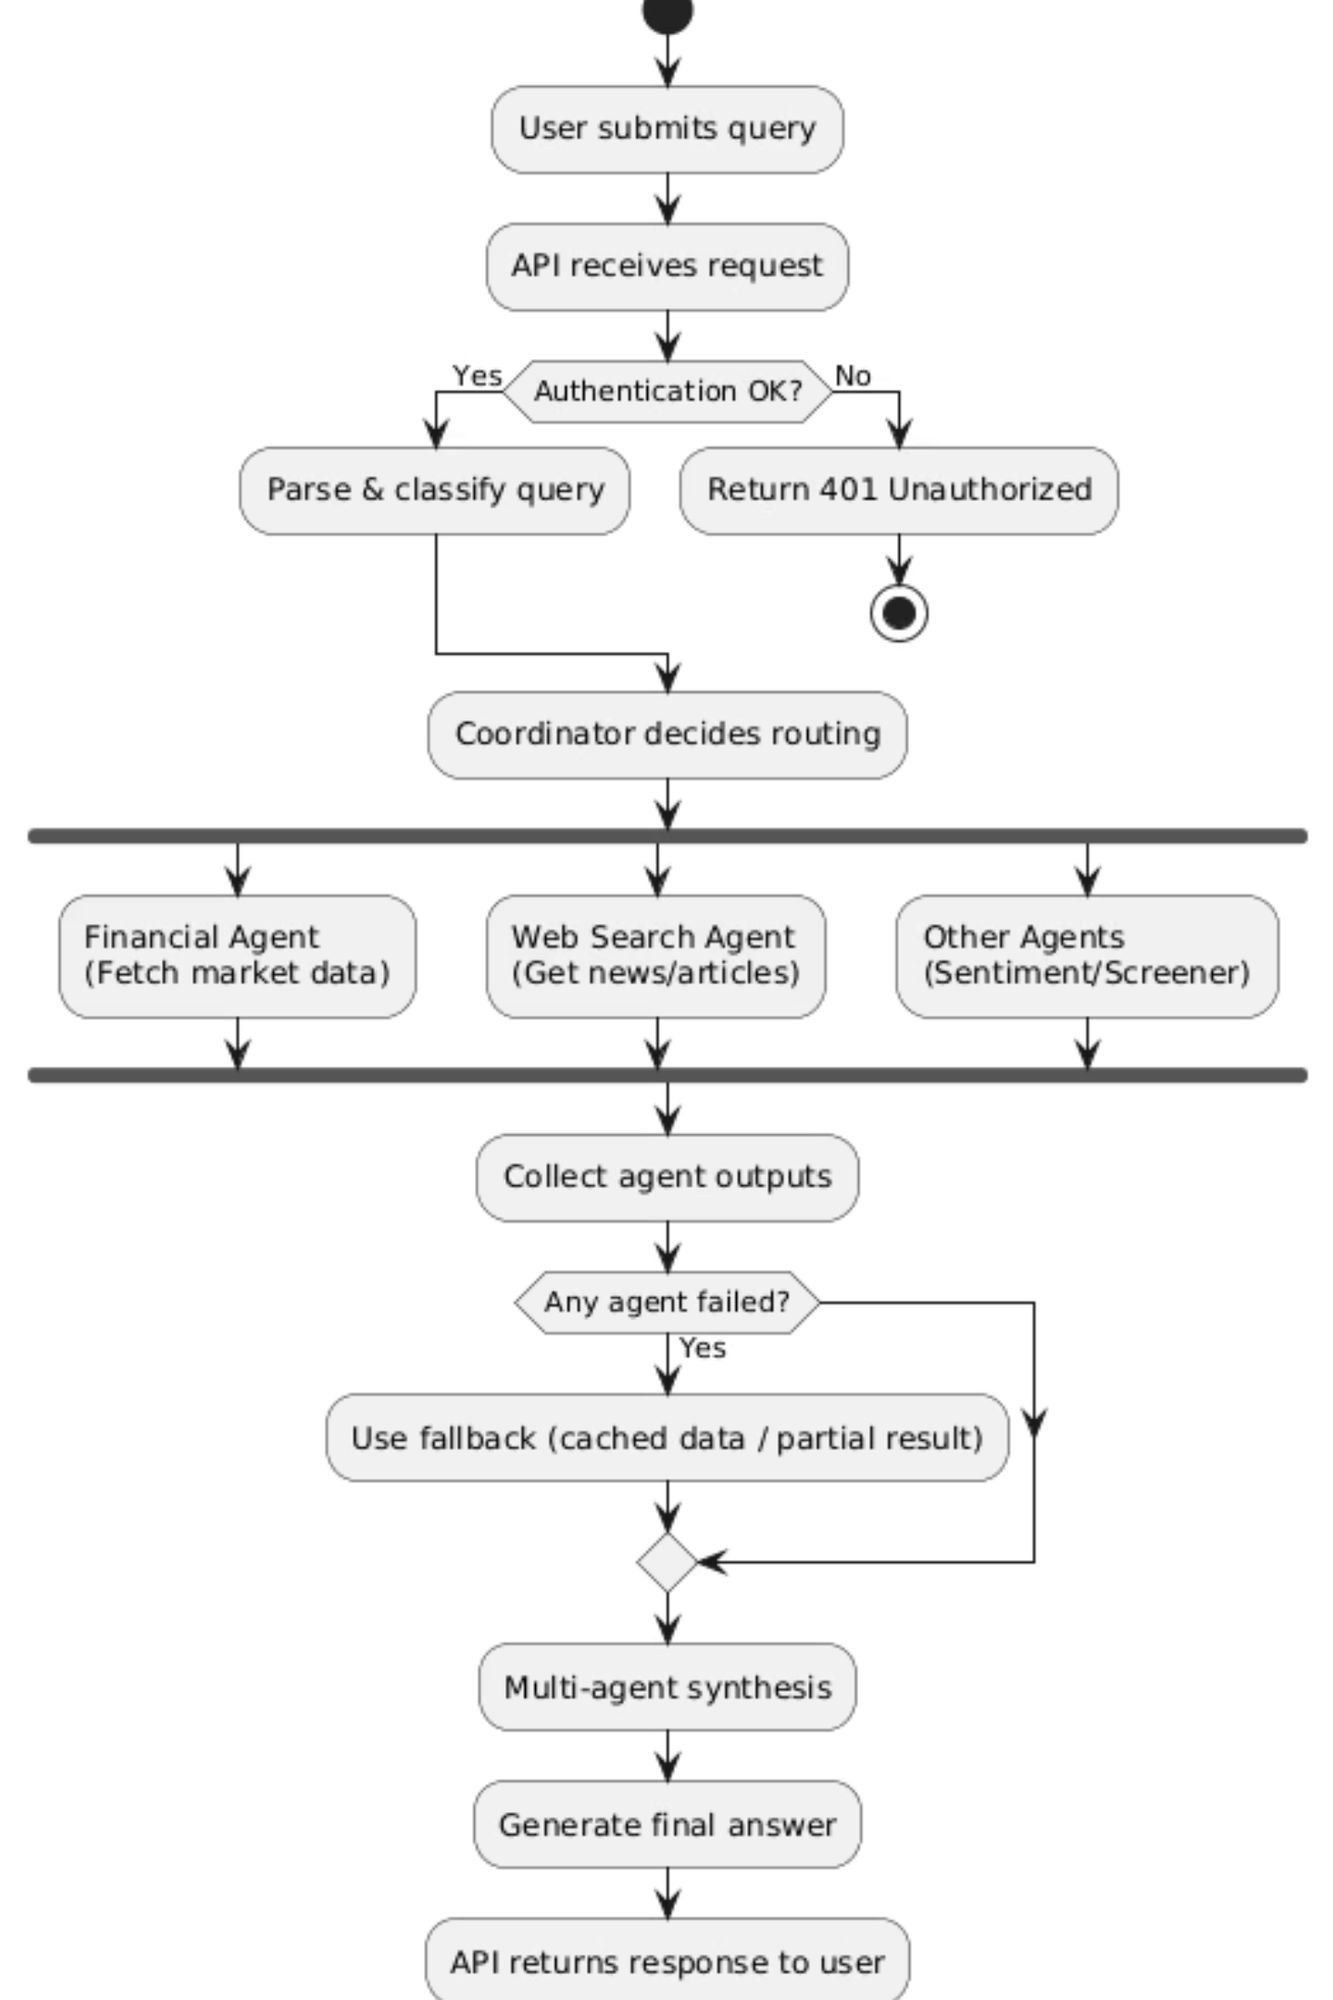 User submits query
API receives request
Yes
Authentication OK?
No
Parse & classify query
Return 401 Unauthorized
Coordinator decides routing
Financial Agent
(Fetch market data)
Web Search Agent
(Get news/articles)
Other Agents
(Sentiment/Screener)
Collect agent outputs
Any agent failed?
Yes
Use fallback (cached data / partial result)
Multi-agent synthesis
Generate final answer
API returns response to user